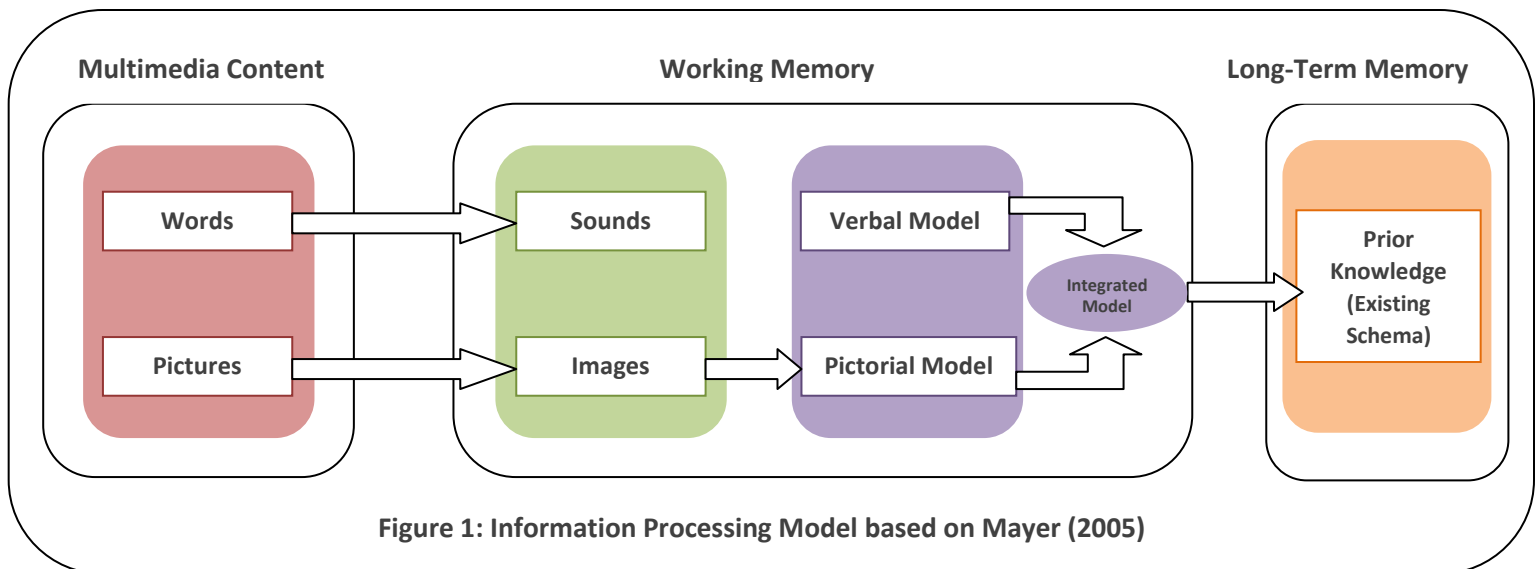 Multimedia Content
Working Memory
Long-Term Memory
Words
Sounds
Verbal Model
Prior
Knowledge
(Existing
Schema)
Integrated
Model
Pictures
Images
Pictorial Model
Figure 1: Information Processing Model based on Mayer (2005)